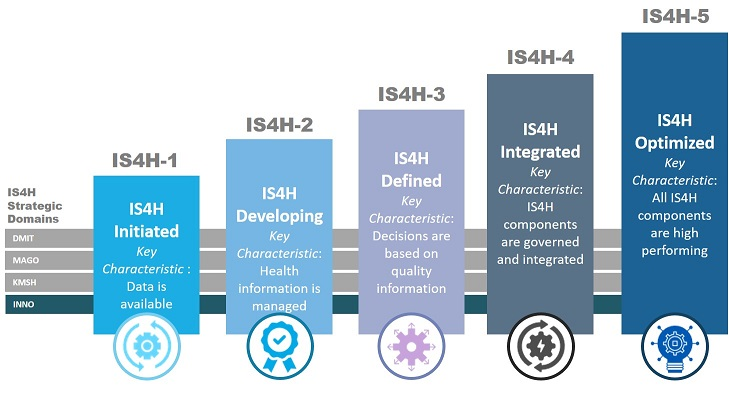 IS4H-5
IS4H-4
IS4H-3
IS4H-2
IS4H-1
IS4H
Strategic
Domains
DMIT
MAGO
KMSH
INNO
IS4H
Initiated
Key
Characteristic :
Data is
available
IS4H
Developing
Key
Characteristic:
Health
information is
managed
IS4H
Defined
Key
Characteristic:
Decisions are
based on
quality
information
IS4H
Integrated
Key
Characteristic:
IS4H
components
are governed
and integrated
IS4H
Optimized
Key
Characteristic:
All IS4H
components
are high
performing